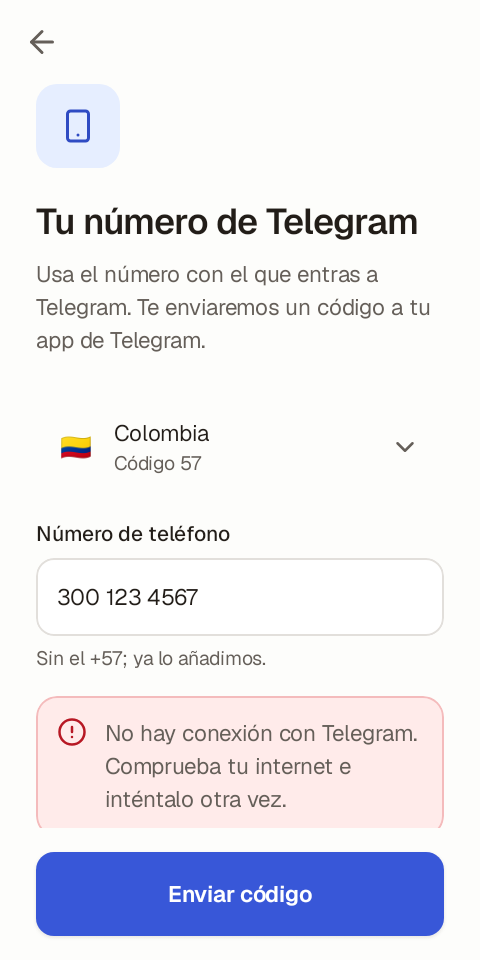 Tu número de Telegram
Usa el número con el que entras a
Telegram. Te enviaremos un código a tu
app de Telegram.
Colombia
Código 57
Número de teléfono
300 123 4567
Sin el +57; ya lo añadimos.
No hay conexión con Telegram.
Comprueba tu internet e
inténtalo otra vez.
Enviar código